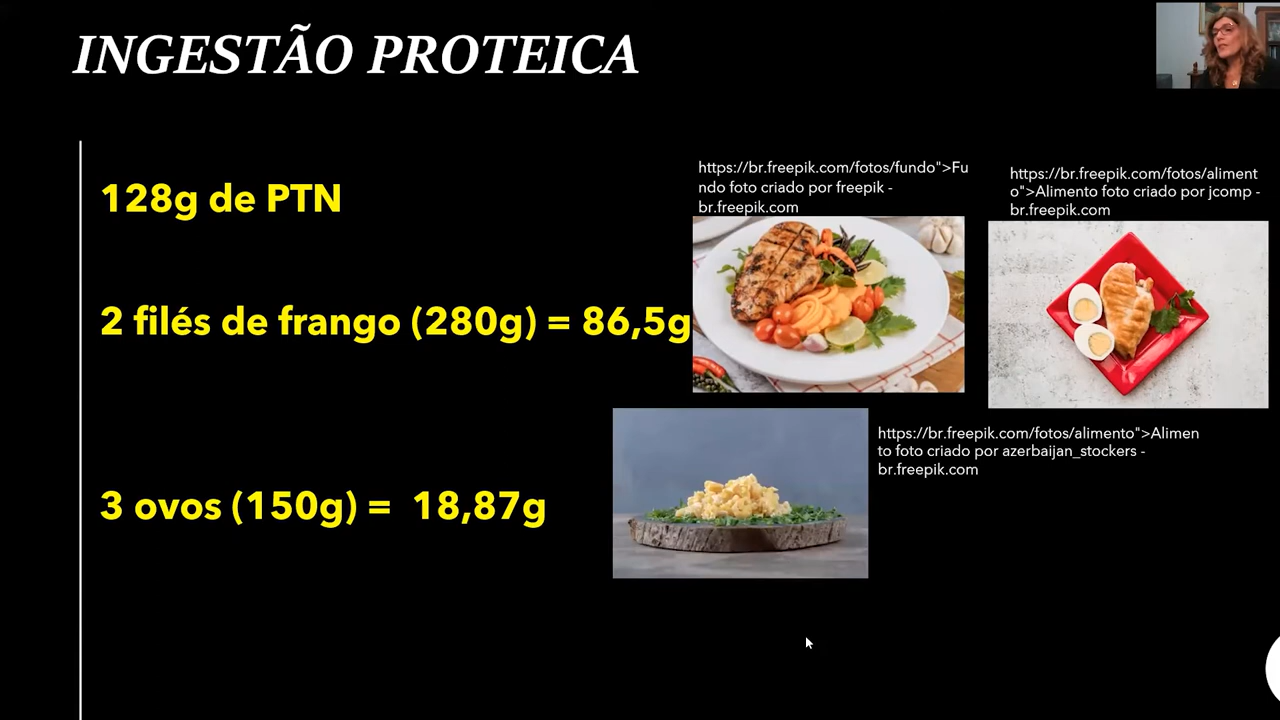 INGESTÃO PROTEICA
128g de PTN
2 filés de frango (280g) = 86,5g
3 ovos (150g) = 18,87g
https://br.freepik.com/fotos/fundo">Fu
ndo foto criado por freepik -
br.freepik.com
https://br.freepik.com/fotos/aliment
o">Alimento foto criado por jcomp -
br.freepik.com
https://br.freepik.com/fotos/alimento">Alimen
to foto criado por azerbaijan_stockers -
br.freepik.com